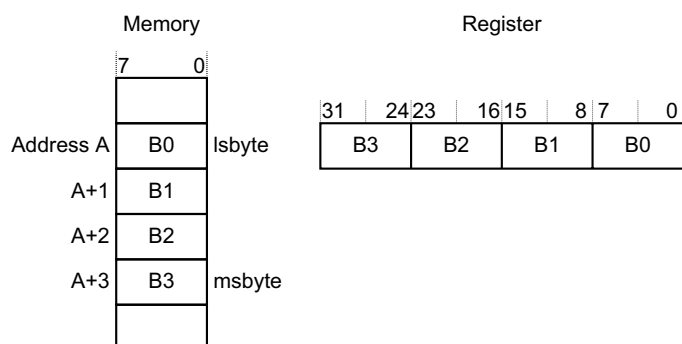 Memory
Register
7 0
31 24 23 16 15 8 7 0
Address A B0 lsbyte
B3 B2 B1 B0
A+1 B1
A+2 B2
A+3 B3 msbyte